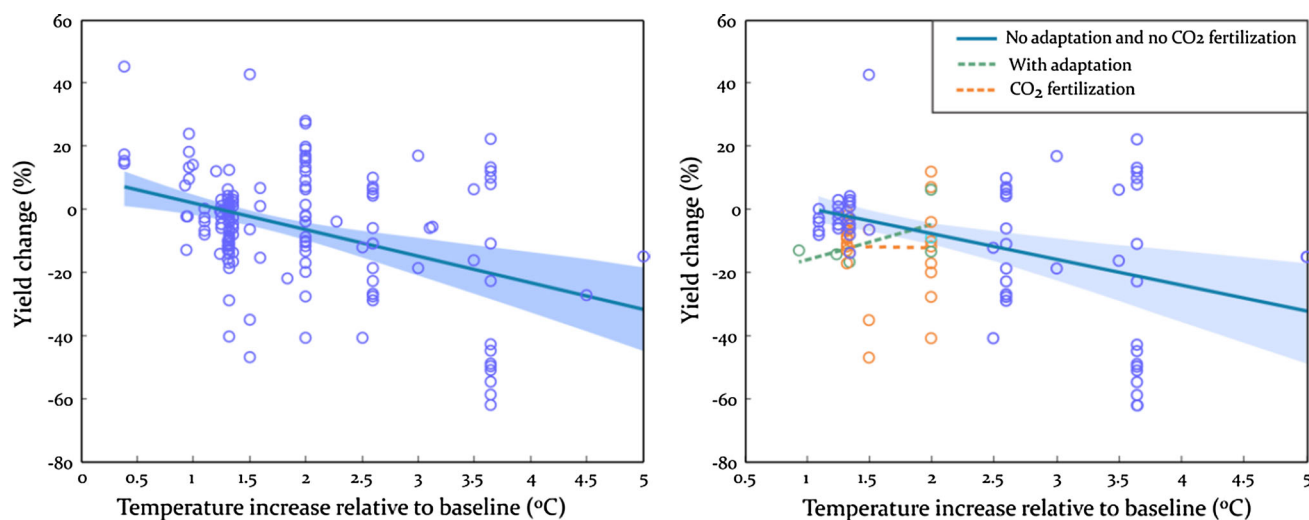 60
40
20
0
-20
-40
-60
-80
Yield change (%)
0 1 1 1.5 2 2.5 3 3.5 4 4.5 5
Temperature increase relative to baseline (ºC)
60
40
20
0
-20
-40
-60
-80
Yield change (%)
0.5 1 1.5 2 2.5 3 3.5 4 4.5 5
Temperature increase relative to baseline (ºC)
No adaptation and no CO2 fertilization
With adaptation
CO2 fertilization